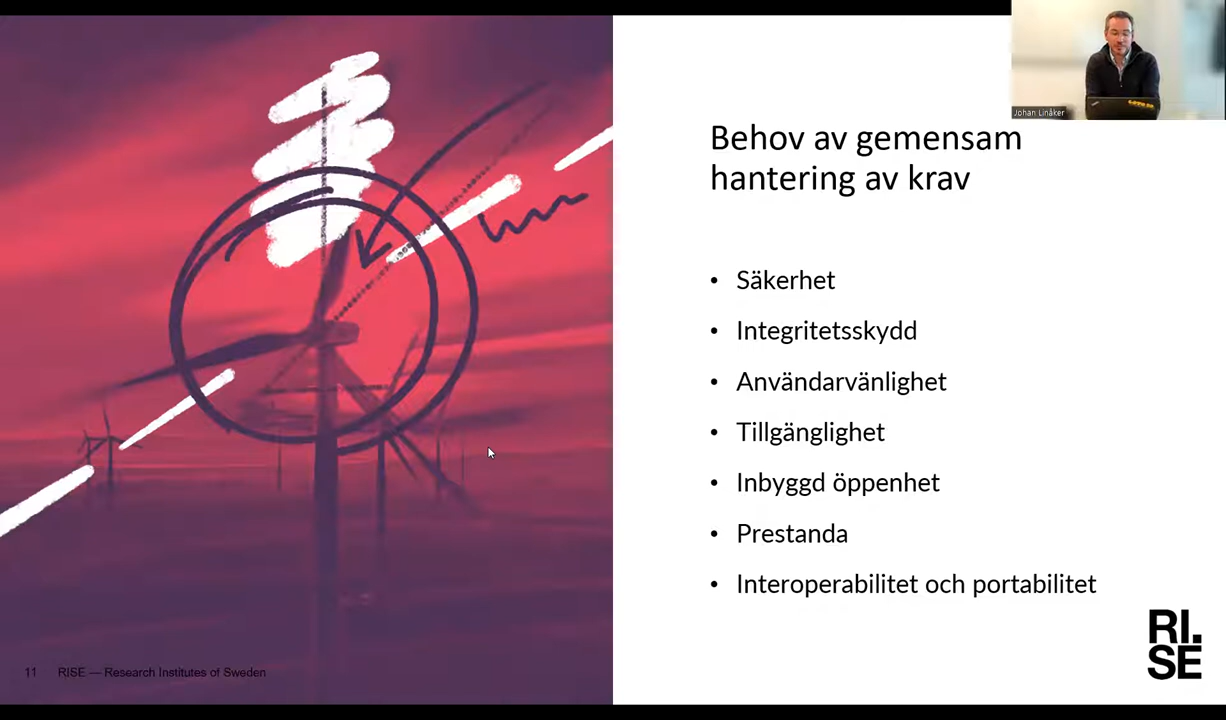 Johan Linåker
Behov av gemensam
hantering av krav
• Säkerhet
• Integritetsskydd
• Användarvänlighet
• Tillgänglighet
• Inbyggd öppenhet
• Prestanda
• Interoperabilitet och portabilitet
RI.
SE
11 RISE — Research Institutes of Sweden